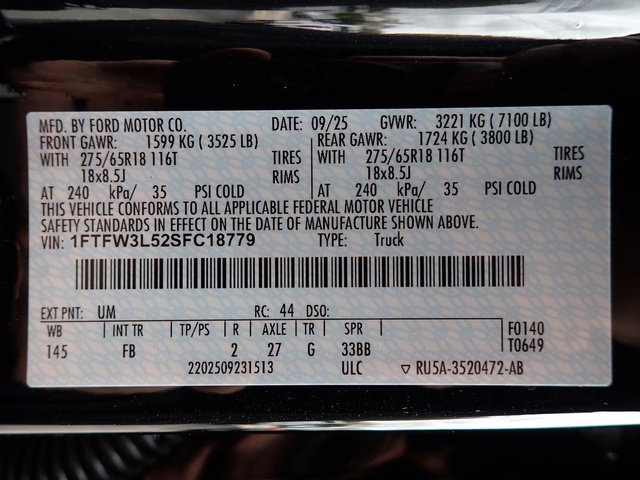 MFD. BY FORD MOTOR CO. DATE: 09/25 GVWR: 3221 KG ( 7100 LB)
FRONT GAWR: 1599 KG ( 3525 LB) REAR GAWR: 1724 KG ( 3800 LB)
WITH 275/65R18 116T TIRES WITH 275/65R18 116T TIRES
18x8.5J RIMS 18x8.5J RIMS
AT 240 kPa/ 35 PSI COLD AT 240 kPa/ 35 PSI COLD
THIS VEHICLE CONFORMS TO ALL APPLICABLE FEDERAL MOTOR VEHICLE
SAFETY STANDARDS IN EFFECT ON THE DATE OF MANUFACTURE SHOWN ABOVE.
VIN: 1FTFW3L52SFC18779 TYPE: Truck
EXT PNT: UM RC: 44 DSO:
WB INT TR TP/PS R AXLE TR SPR F0140
145 FB 2 27 G 33BB T0649
2202509231513 ULC ▽ RU5A-3520472-AB